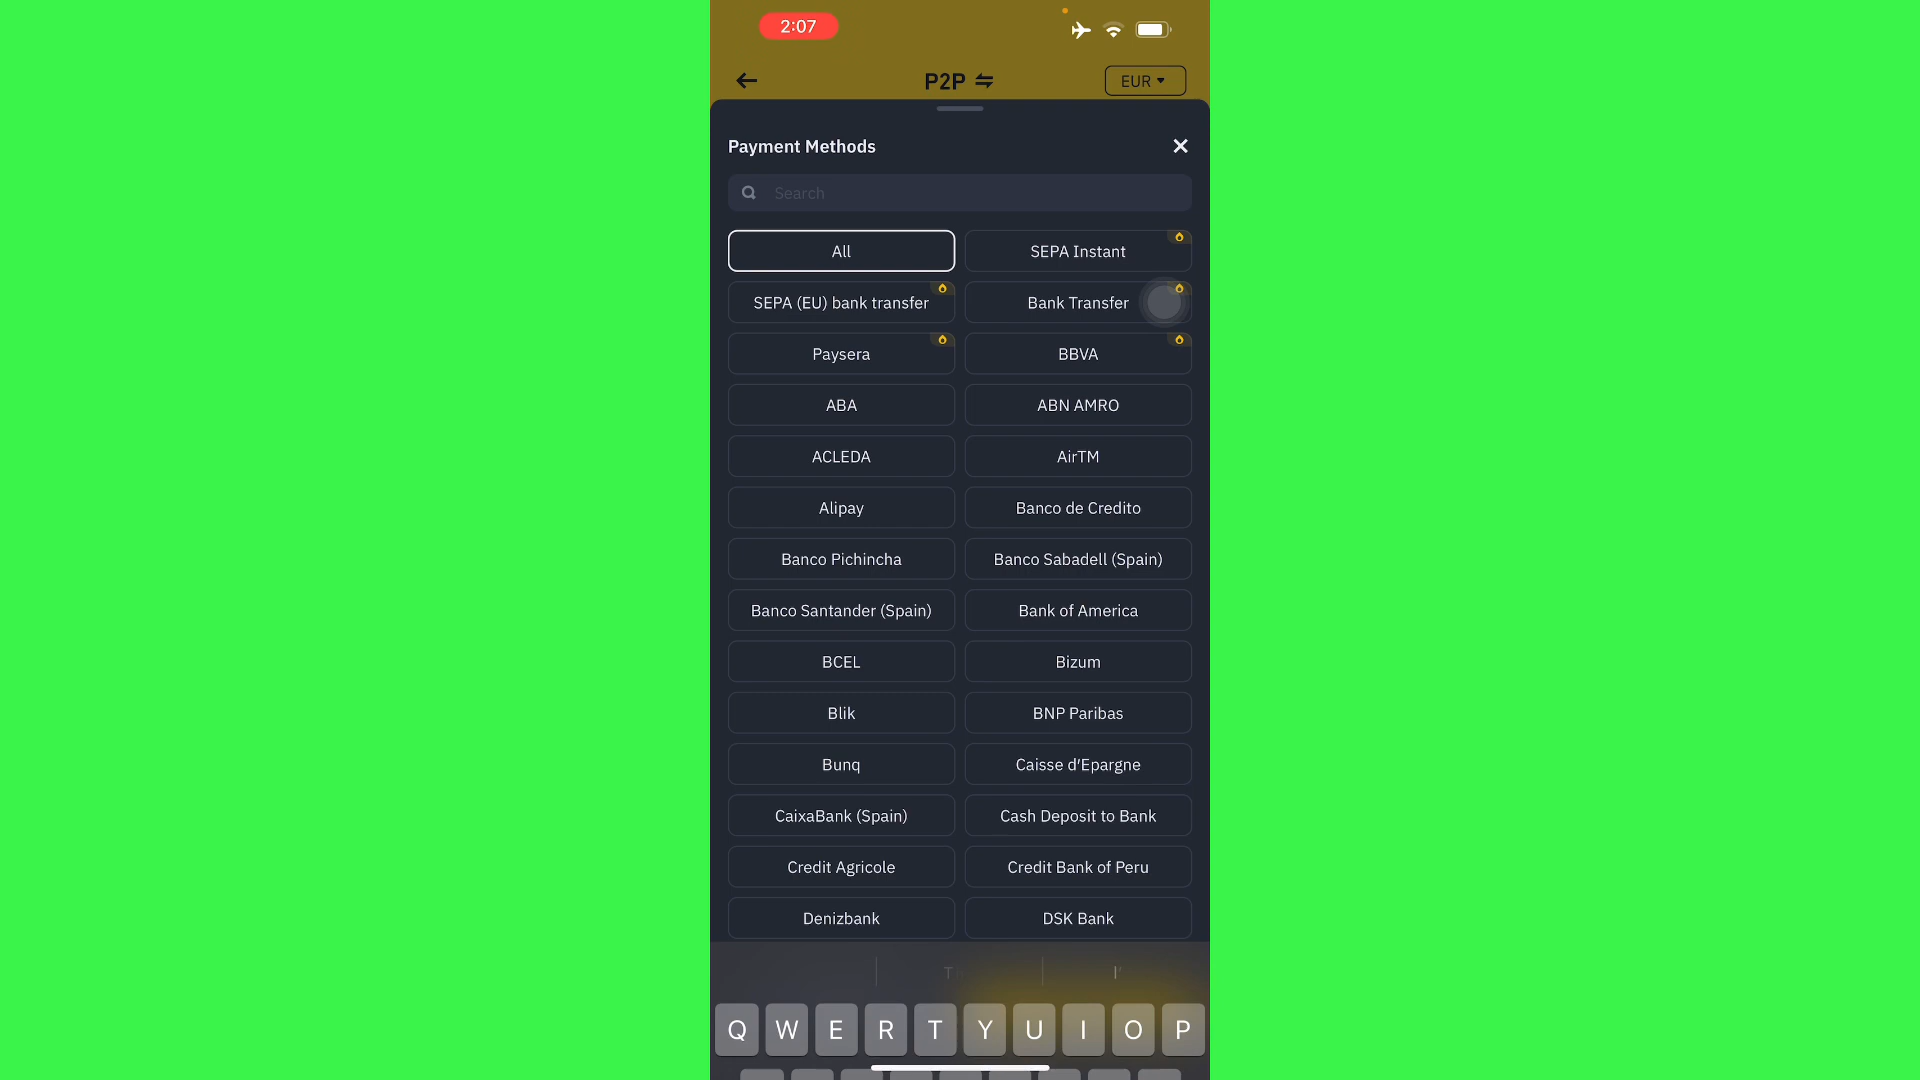 2:07
P2P EUR
Payment Methods
Search
All SEPA Instant
SEPA (EU) bank transfer Bank Transfer
Paysera BBVA
ABA ABN AMRO
ACLEDA AirTM
Alipay Banco de Credito
Banco Pichincha Banco Sabadell (Spain)
Banco Santander (Spain) Bank of America
BCEL Bizum
Blik BNP Paribas
Bunq Caisse d'Epargne
CaixaBank (Spain) Cash Deposit to Bank
Credit Agricole Credit Bank of Peru
Denizbank DSK Bank
Q W E R T Y U I O P